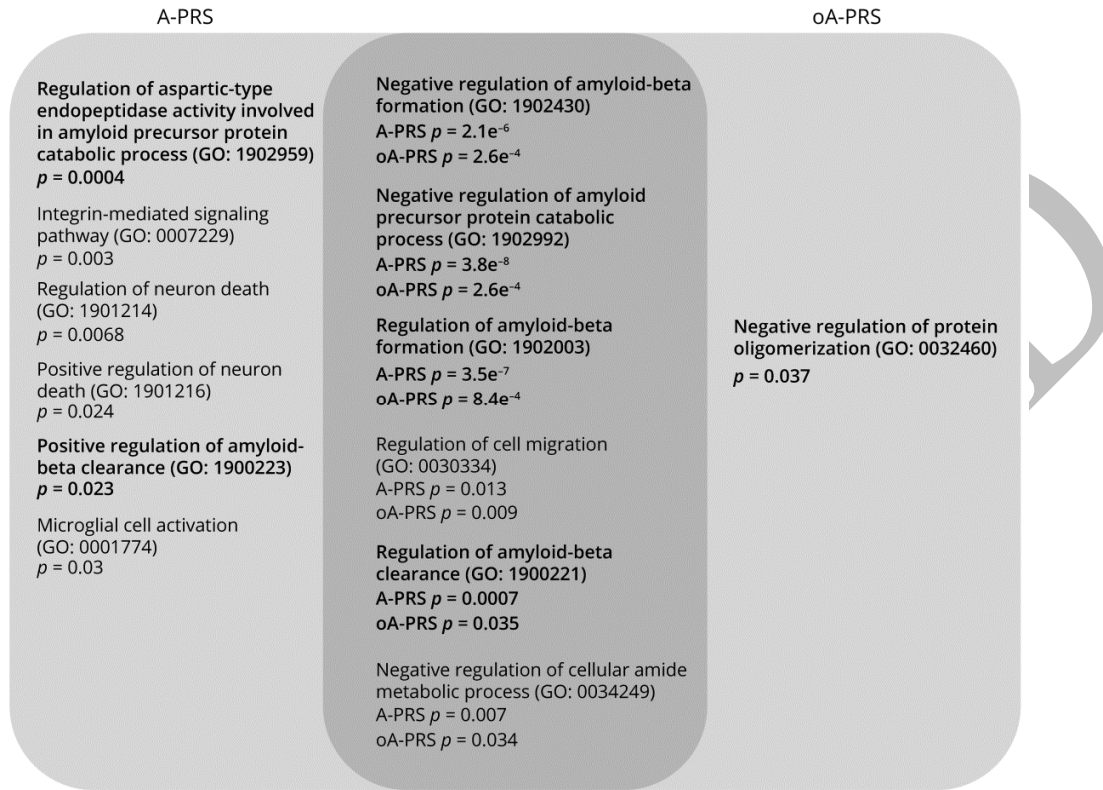 A-PRS
oA-PRS
Regulation of aspartic-type
endopeptidase activity involved
in amyloid precursor protein
catabolic process (GO: 1902959)
p = 0.0004
Integrin-mediated signaling
pathway (GO: 0007229)
p = 0.003
Regulation of neuron death
(GO: 1901214)
p = 0.0068
Positive regulation of neuron
death (GO: 1901216)
p = 0.024
Positive regulation of amyloid-
beta clearance (GO: 1900223)
p = 0.023
Microglial cell activation
(GO: 0001774)
p = 0.03
Negative regulation of amyloid-beta
formation (GO: 1902430)
A-PRS p = 2.1e⁻⁶
oA-PRS p = 2.6e⁻⁴
Negative regulation of amyloid
precursor protein catabolic
process (GO: 1902992)
A-PRS p = 3.8e⁻⁸
oA-PRS p = 2.6e⁻⁴
Regulation of amyloid-beta
formation (GO: 1902003)
A-PRS p = 3.5e⁻⁷
oA-PRS p = 8.4e⁻⁴
Regulation of cell migration
(GO: 0030334)
A-PRS p = 0.013
oA-PRS p = 0.009
Regulation of amyloid-beta
clearance (GO: 1900221)
A-PRS p = 0.0007
oA-PRS p = 0.035
Negative regulation of cellular amide
metabolic process (GO: 0034249)
A-PRS p = 0.007
oA-PRS p = 0.034
Negative regulation of protein
oligomerization (GO: 0032460)
p = 0.037